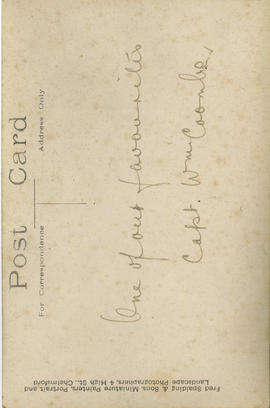 Post Card
For Correspondence
Address Only
One of our favourites
Capt. Wm Coombes,
Fred Spalding & Sons, Miniature Painters, Portrait, and
Landscape Photographers, 4 High St., Chelmsford